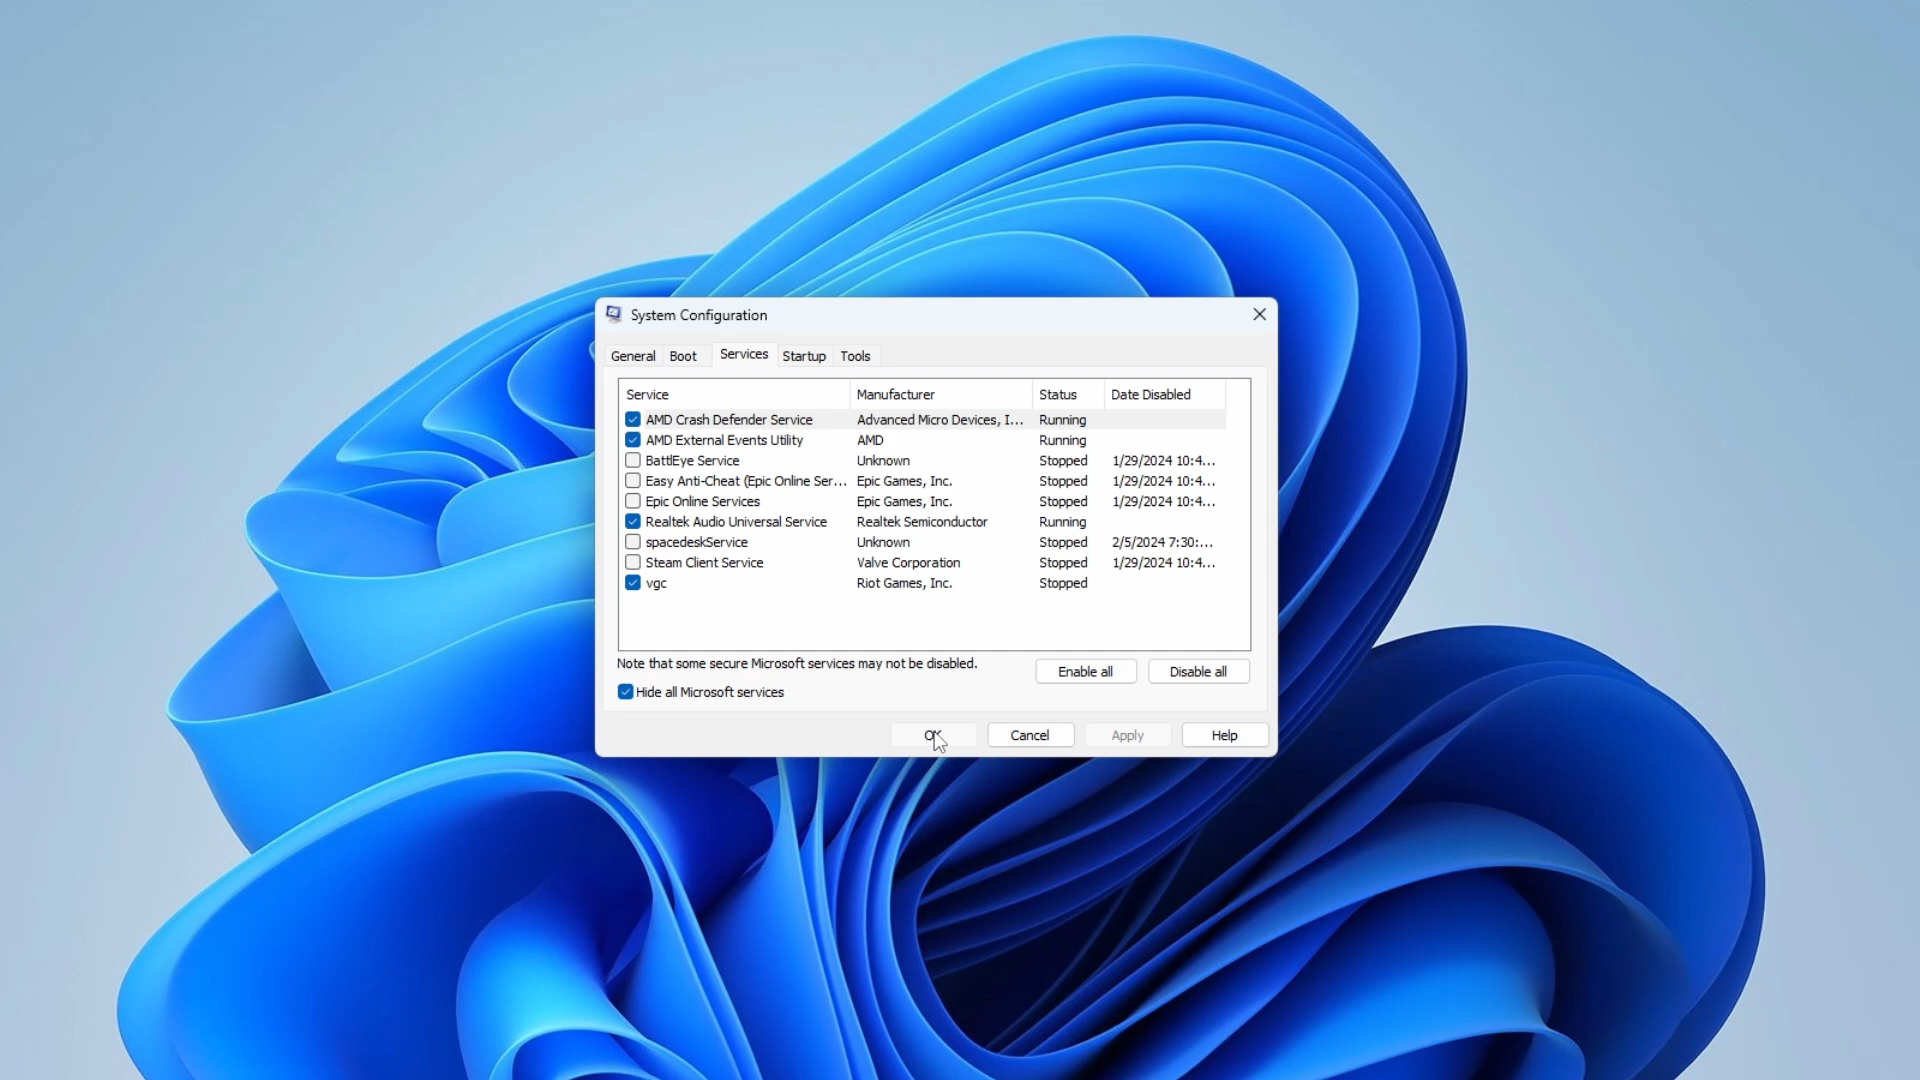 System Configuration
General Boot Services Startup Tools
Service Manufacturer Status Date Disabled
AMD Crash Defender Service Advanced Micro Devices, I... Running
AMD External Events Utility AMD Running
BattlEye Service Unknown Stopped 1/29/2024 10:4...
Easy Anti-Cheat (Epic Online Ser... Epic Games, Inc. Stopped 1/29/2024 10:4...
Epic Online Services Epic Games, Inc. Stopped 1/29/2024 10:4...
Realtek Audio Universal Service Realtek Semiconductor Running
spacedeskService Unknown Stopped 2/5/2024 7:30:...
Steam Client Service Valve Corporation Stopped 1/29/2024 10:4...
vgc Riot Games, Inc. Stopped
Note that some secure Microsoft services may not be disabled.
Enable all Disable all
Hide all Microsoft services
OK Cancel Apply Help